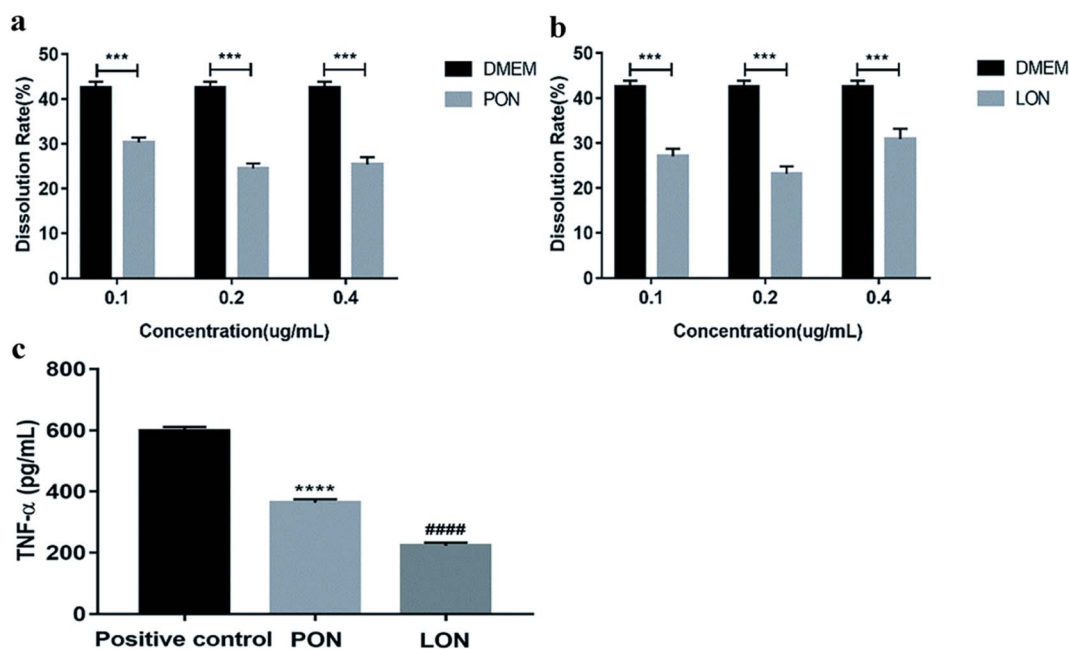 a
50
40
30
20
10
0
Dissolution Rate(%)
***
***
***
DMEM
PON
0.1
0.2
0.4
Concentration(ug/mL)
b
50
40
30
20
10
0
Dissolution Rate(%)
***
***
***
DMEM
LON
0.1
0.2
0.4
Concentration(ug/mL)
c
800
600
400
200
0
TNF-α (pg/mL)
****
####
Positive control
PON
LON